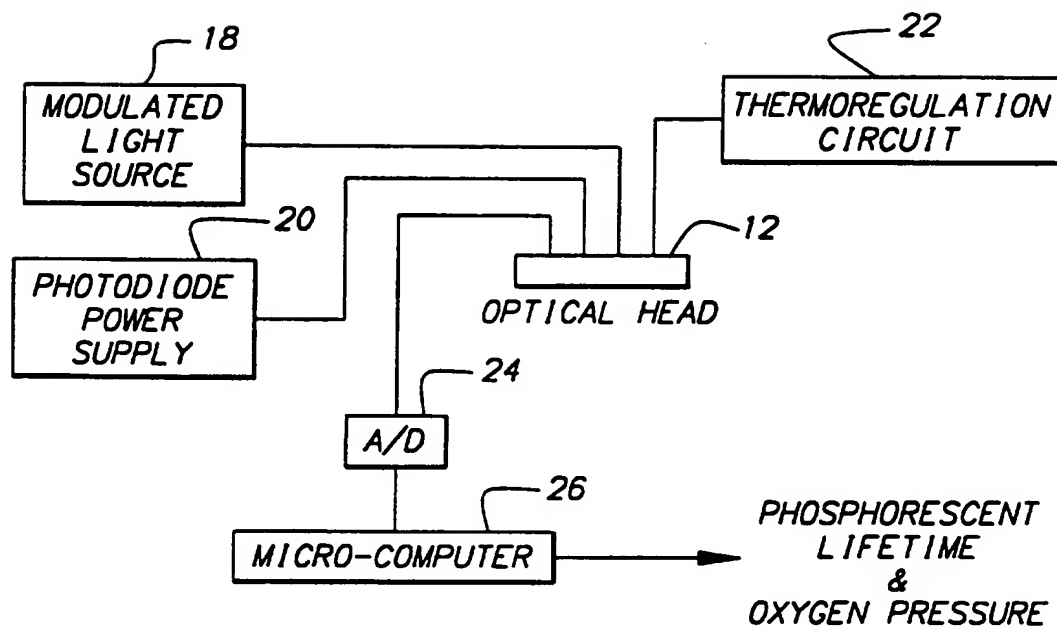 18
MODULATED
LIGHT
SOURCE
22
THERMOREGULATION
CIRCUIT
20
PHOTODIODE
POWER
SUPPLY
12
OPTICAL HEAD
24
A/D
26
MICRO-COMPUTER
PHOSPHORESCENT
LIFETIME
&
OXYGEN PRESSURE